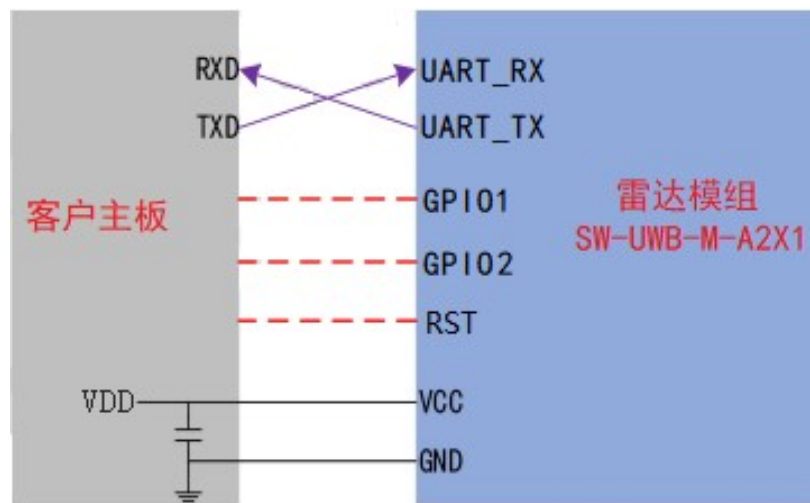 RXD UART_RX
TXD UART_TX
GPIO1
客户主板
雷达模组
SW-UWB-M-A2X1
GPIO2
RST
VDD VCC
GND